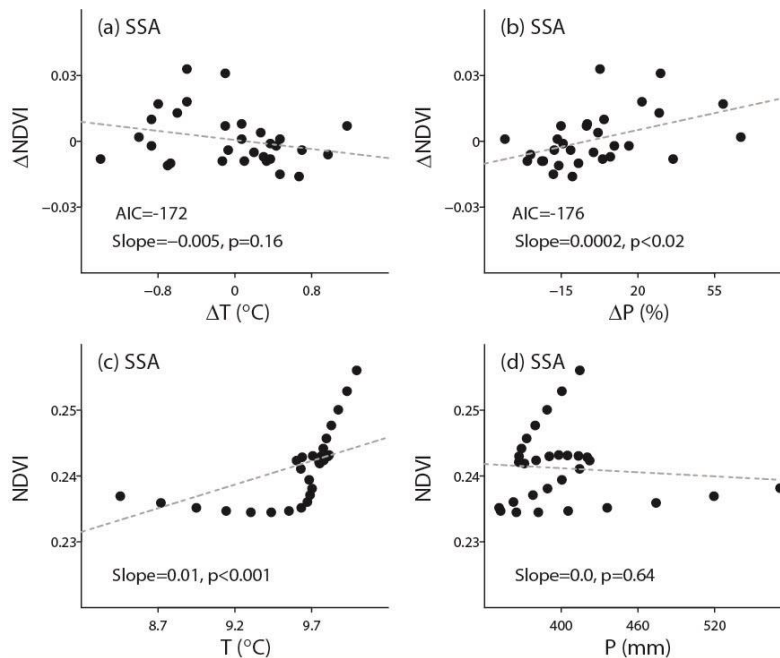 (a) SSA
0.03
0
−0.03
ΔNDVI
AIC=-172
Slope=−0.005, p=0.16
−0.8 0 0.8
ΔT (°C)
(b) SSA
0.03
0
−0.03
ΔNDVI
AIC=-176
Slope=0.0002, p<0.02
−15 20 55
ΔP (%)
(c) SSA
0.25
0.24
0.23
NDVI
Slope=0.01, p<0.001
8.7 9.2 9.7
T (°C)
(d) SSA
0.25
0.24
0.23
NDVI
Slope=0.0, p=0.64
400 460 520
P (mm)